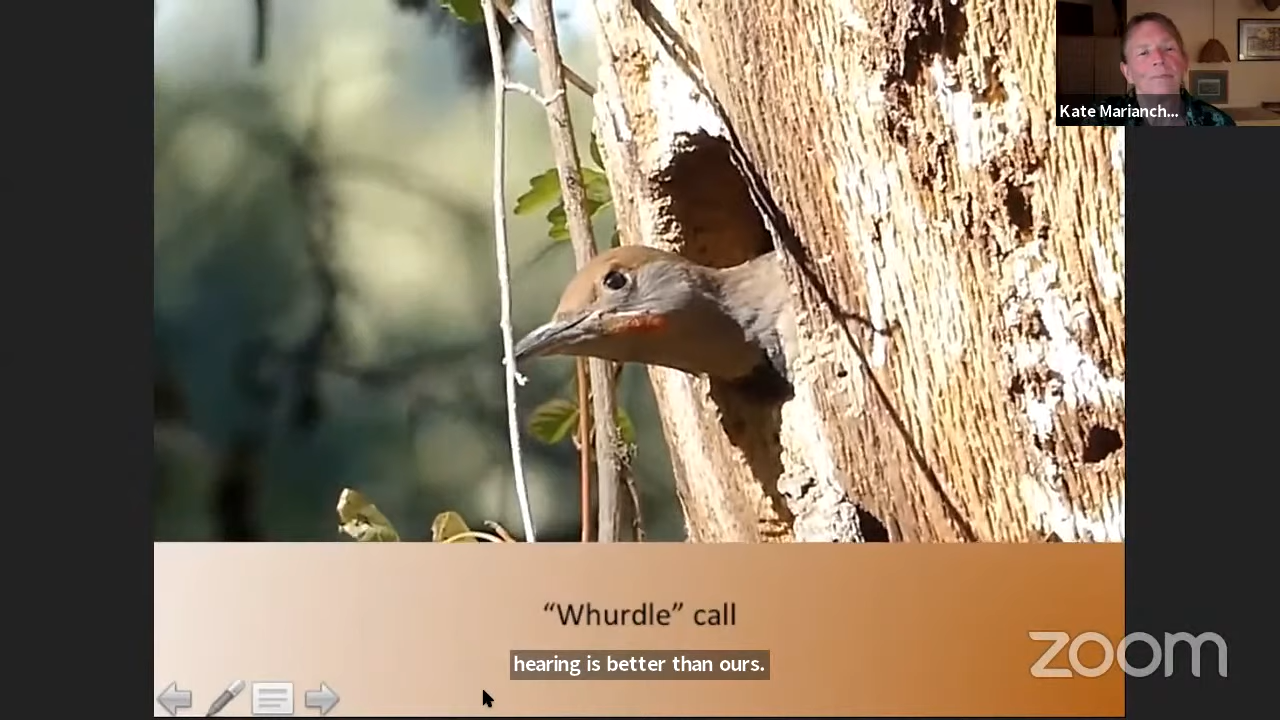 Kate Marianch...
“Whurdle” call
hearing is better than ours.
zoom